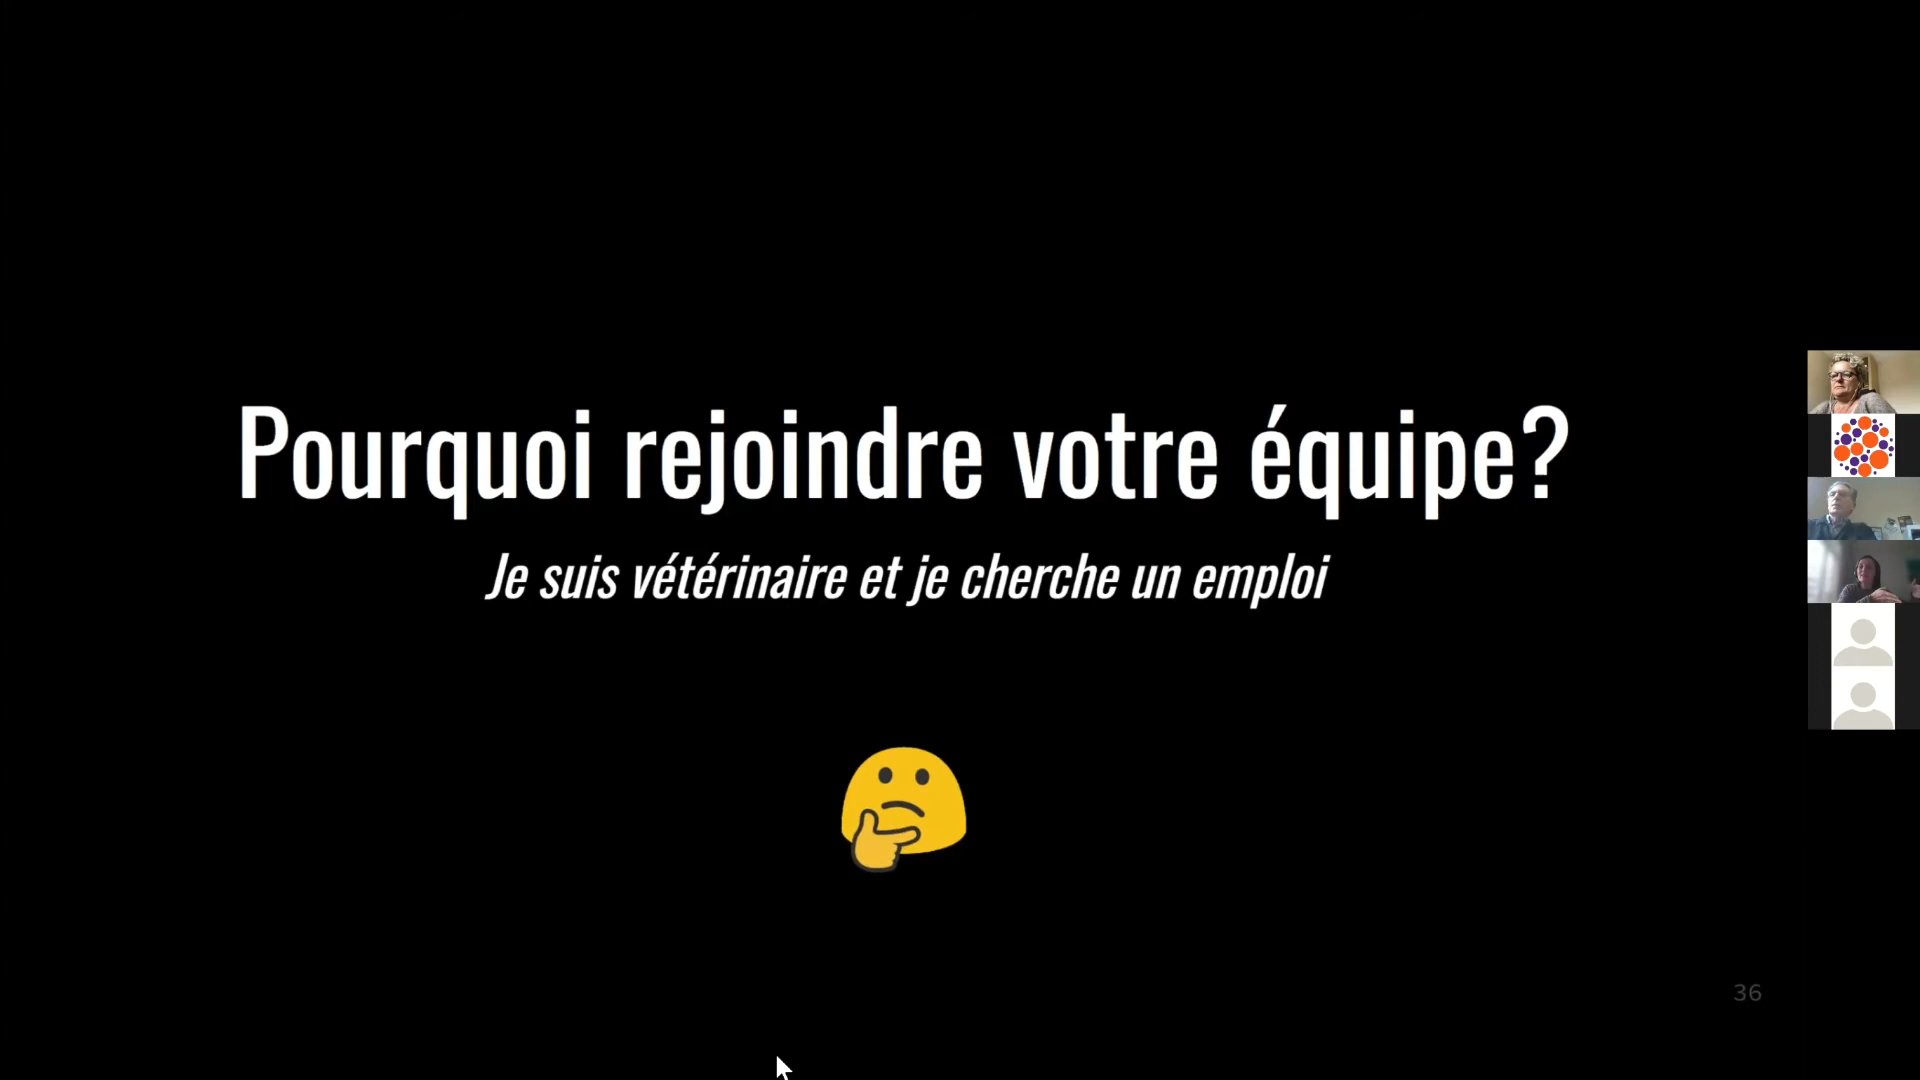 Pourquoi rejoindre votre équipe?
Je suis vétérinaire et je cherche un emploi
36